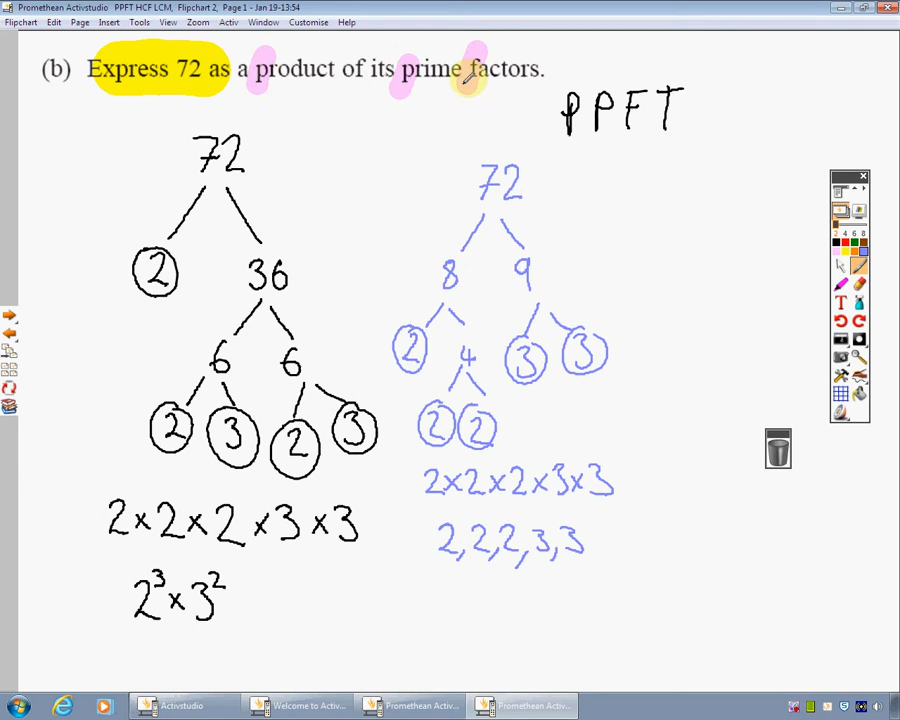 Promethean Activstudio   PPFT HCF LCM,  Flipchart 2,  Page 1 - Jan 19-13:54
Flipchart Edit Page Insert Tools View Zoom Activ Window Customise Help
(b) Express 72 as a product of its prime factors.
PPFT
72
2 36
6 6
2 3 2 3
2×2×2×3×3
2³×3²
72
8 9
2 4 3 3
2 2
2×2×2×3×3
2,2,2,3,3
2 4 6 8
Activstudio
Welcome to Activ...
Promethean Activ...
Promethean Activ...